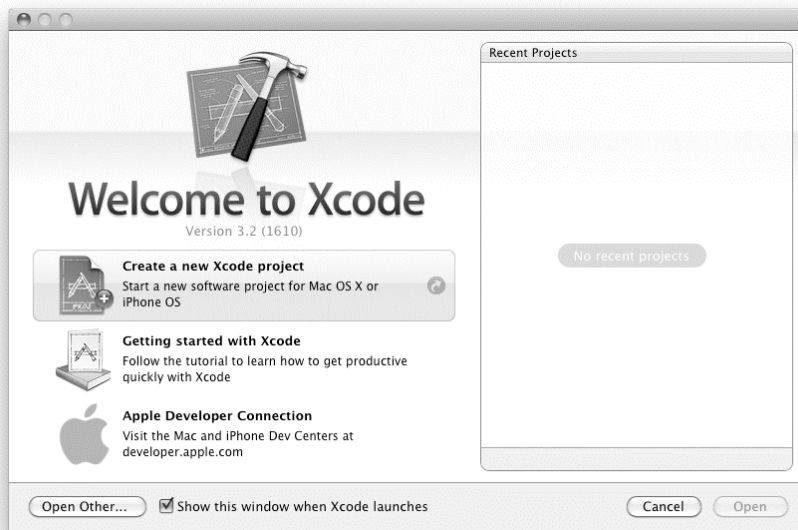 Recent Projects
Welcome to Xcode
Version 3.2 (1610)
No recent projects
Create a new Xcode project
Start a new software project for Mac OS X or
iPhone OS
Getting started with Xcode
Follow the tutorial to learn how to get productive
quickly with Xcode
Apple Developer Connection
Visit the Mac and iPhone Dev Centers at
developer.apple.com
Open Other...
Show this window when Xcode launches
Cancel
Open